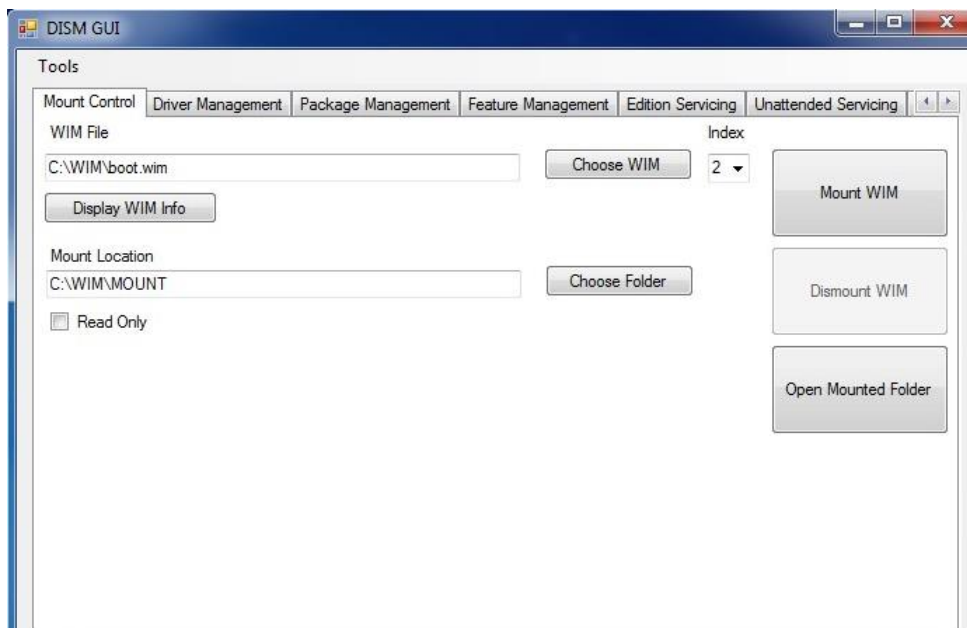 DISM GUI
Tools
Mount Control Driver Management Package Management Feature Management Edition Servicing Unattended Servicing
WIM File Index
C:\WIM\boot.wim Choose WIM 2 Mount WIM
Display WIM Info
Mount Location
C:\WIM\MOUNT Choose Folder Dismount WIM
Read Only
Open Mounted Folder